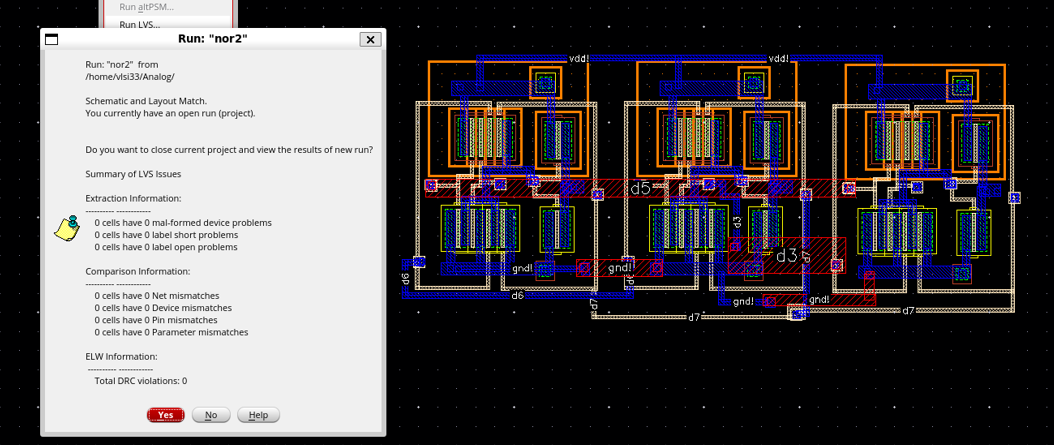 Run altPSM...
Run LVS...
Run: "nor2"
Run: "nor2"  from
/home/vlsi33/Analog/
Schematic and Layout Match.
You currently have an open run (project).
Do you want to close current project and view the results of new run?
Summary of LVS Issues
Extraction Information:
---------- ------------
0 cells have 0 mal-formed device problems
0 cells have 0 label short problems
0 cells have 0 label open problems
Comparison Information:
---------- ------------
0 cells have 0 Net mismatches
0 cells have 0 Device mismatches
0 cells have 0 Pin mismatches
0 cells have 0 Parameter mismatches
ELW Information:
---------- ------------
Total DRC violations: 0
Yes
No
Help
vdd!
vdd!
d5
d3
d3
d7
gnd!
gnd!
d6
d6
d6
d7
gnd!
gnd!
d7
d7